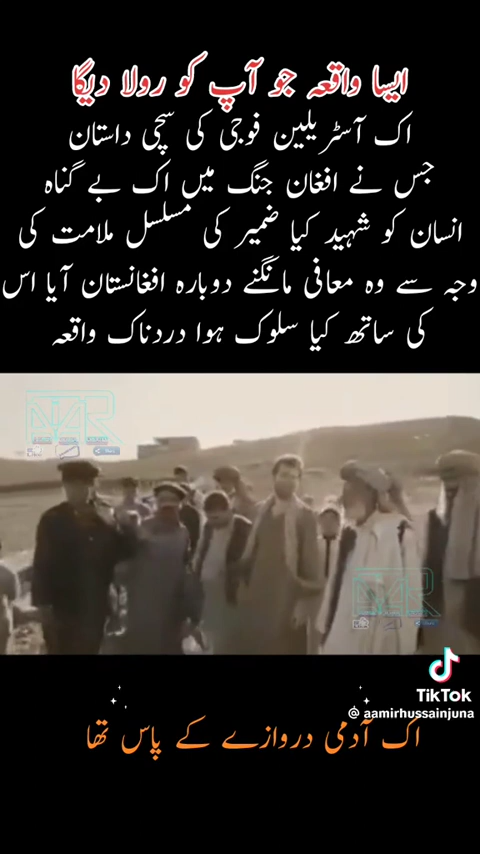 ایسا واقعہ جو آپ کو رولا دیگا
اک آسٹریلین فوجی کی سچی داستان
جس نے افغان جنگ میں اک بے گناہ
انسان کو شہید کیا ضمیر کی مسلسل ملامت کی
وجہ سے وہ معافی مانگنے دوبارہ افغانستان آیا اس
کی ساتھ کیا سلوک ہوا دردناک واقعہ
TikTok
@ aamirhussainjuna
اک آدمی دروازے کے پاس تھا